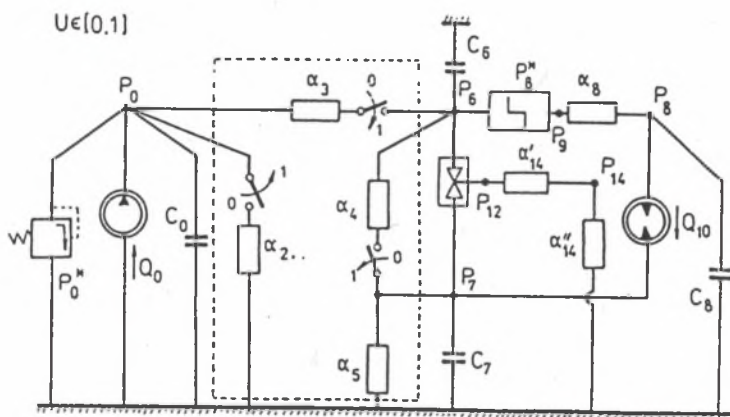 U∈[0.1]
C₆
P₀
α₃
0
1
P₆
P₈*
α₈
P₈
P₉
1
0
α₄
α'₁₄
P₁₄
P₁₂
C₀
α₂..
1
0
α''₁₄
Q₁₀
P₀*
Q₀
P₇
C₈
α₅
C₇